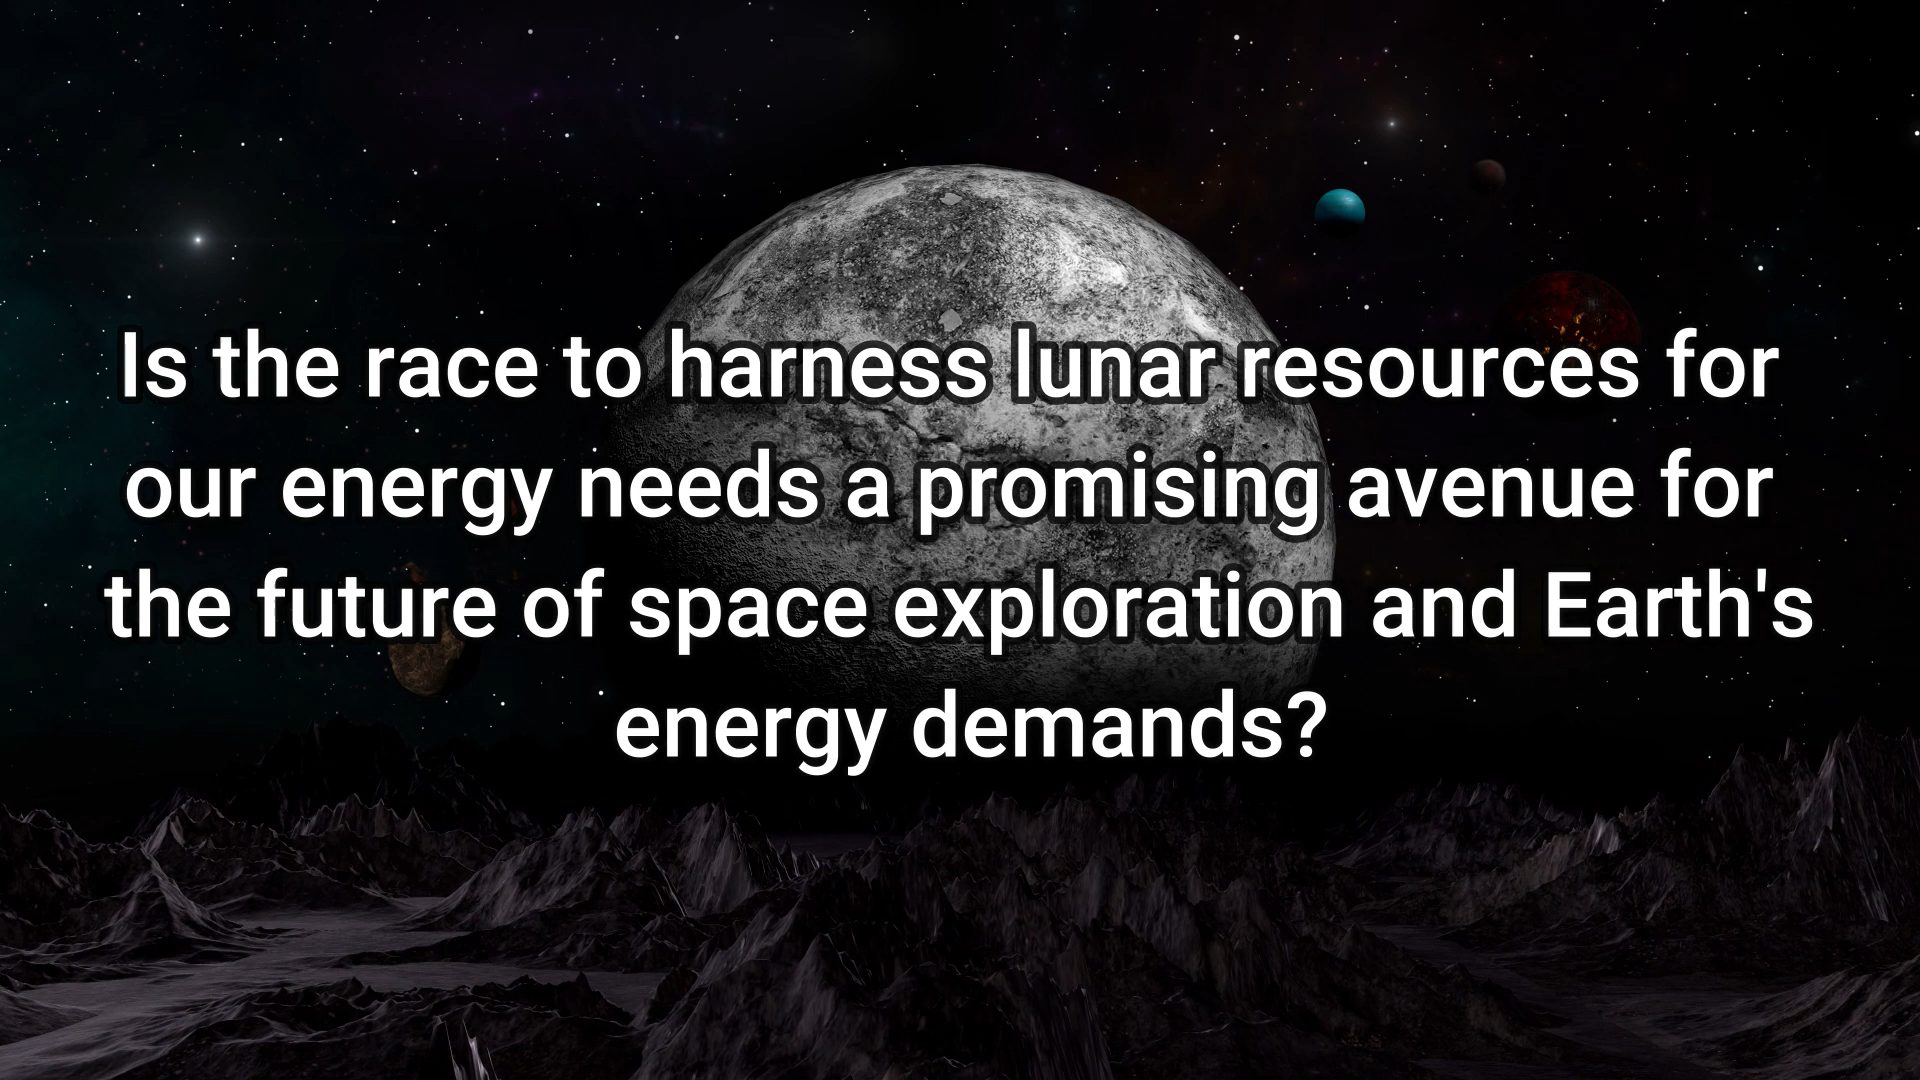 Is the race to harness lunar resources for
our energy needs a promising avenue for
the future of space exploration and Earth's
energy demands?